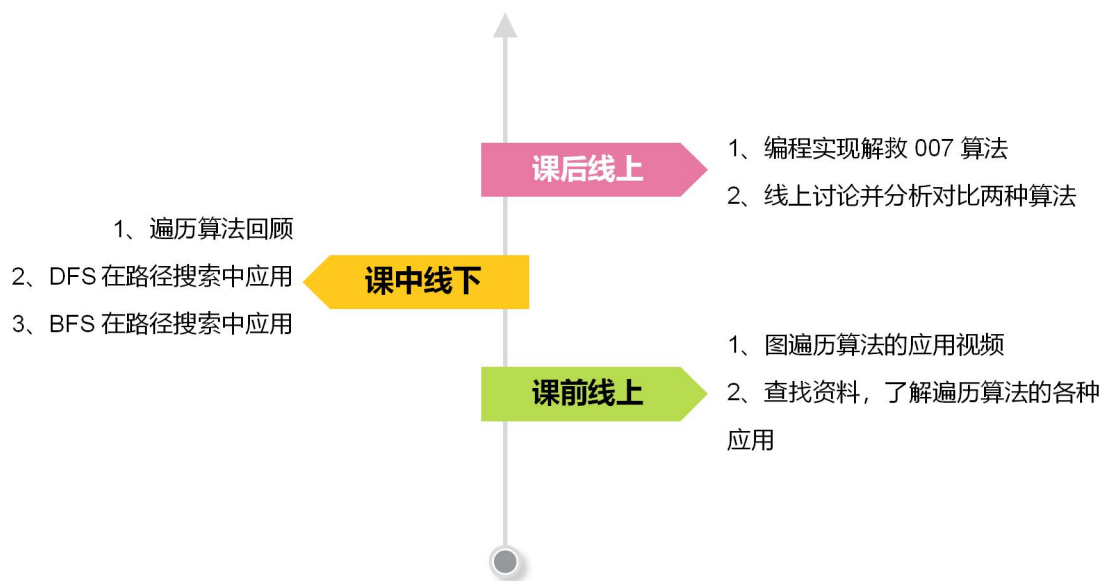 课后线上
1、编程实现解救 007 算法
2、线上讨论并分析对比两种算法
1、遍历算法回顾
2、DFS 在路径搜索中应用
3、BFS 在路径搜索中应用
课中线下
1、图遍历算法的应用视频
2、查找资料，了解遍历算法的各种
应用
课前线上